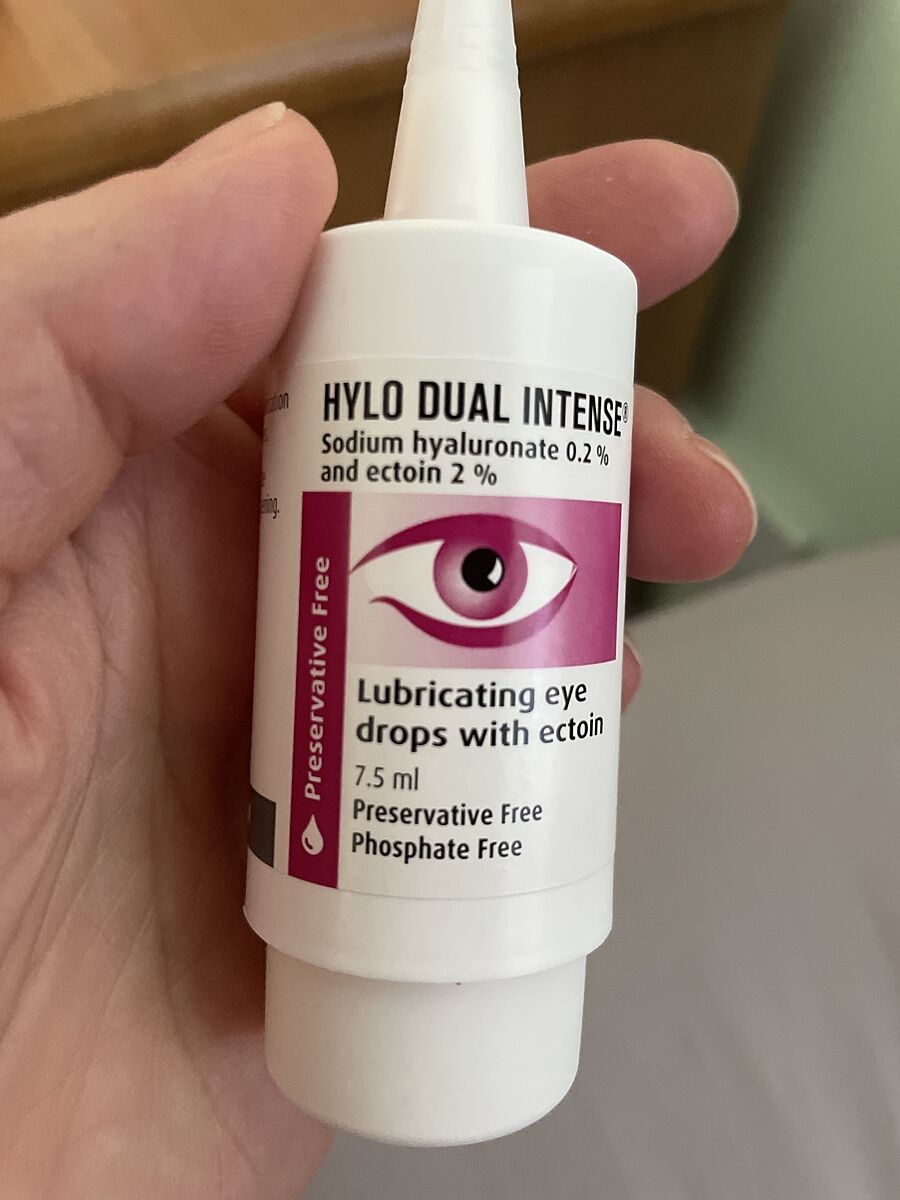 HYLO DUAL INTENSE®
Sodium hyaluronate 0.2 %
and ectoin 2 %
Preservative Free
Lubricating eye
drops with ectoin
7.5 ml
Preservative Free
Phosphate Free